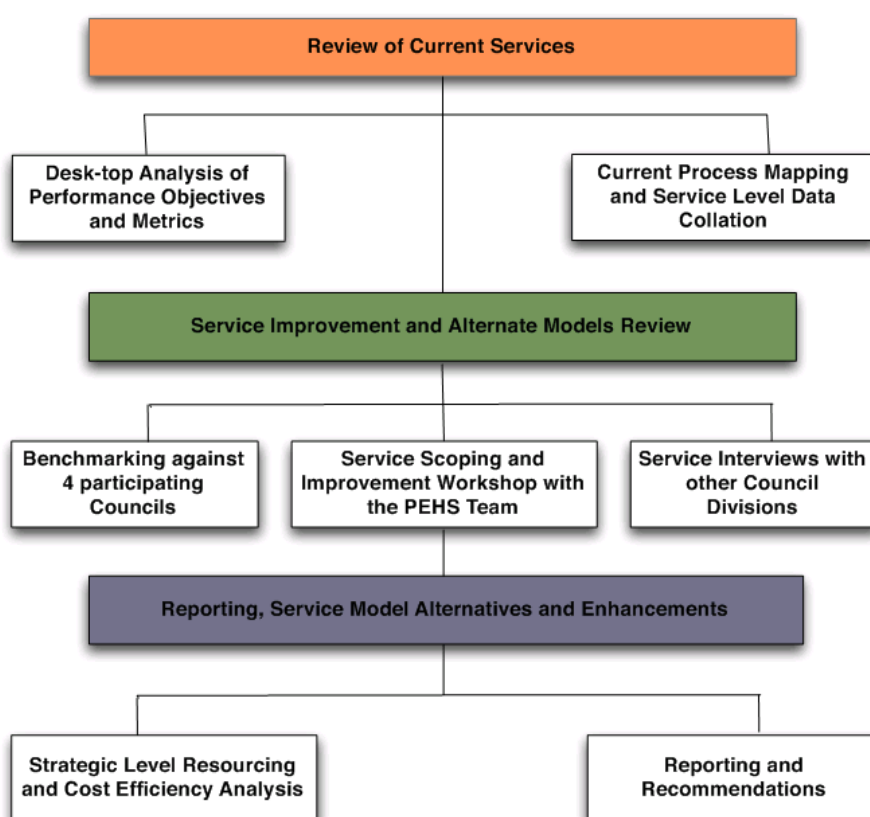 Review of Current Services
Desk-top Analysis of
Performance Objectives
and Metrics
Current Process Mapping
and Service Level Data
Collation
Service Improvement and Alternate Models Review
Benchmarking against
4 participating
Councils
Service Scoping and
Improvement Workshop with
the PEHS Team
Service Interviews with
other Council
Divisions
Reporting, Service Model Alternatives and Enhancements
Strategic Level Resourcing
and Cost Efficiency Analysis
Reporting and
Recommendations